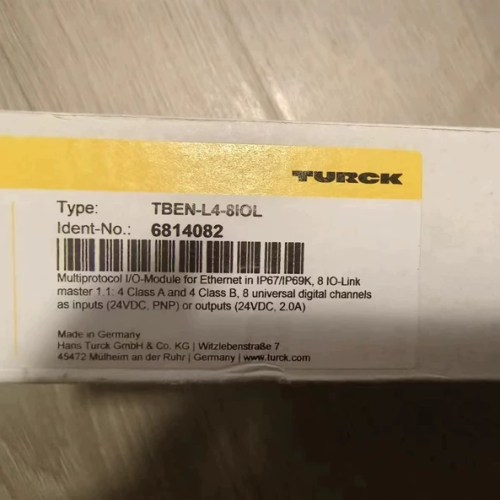 TURCK
Type: TBEN-L4-8IOL
Ident-No.: 6814082
Multiprotocol I/O-Module for Ethernet in IP67/IP69K, 8 IO-Link
master 1.1: 4 Class A and 4 Class B, 8 universal digital channels
as inputs (24VDC, PNP) or outputs (24VDC, 2.0A)
Made in Germany
Hans Turck GmbH & Co. KG | Witzlebenstraße 7
45472 Mülheim an der Ruhr | Germany | www.turck.com